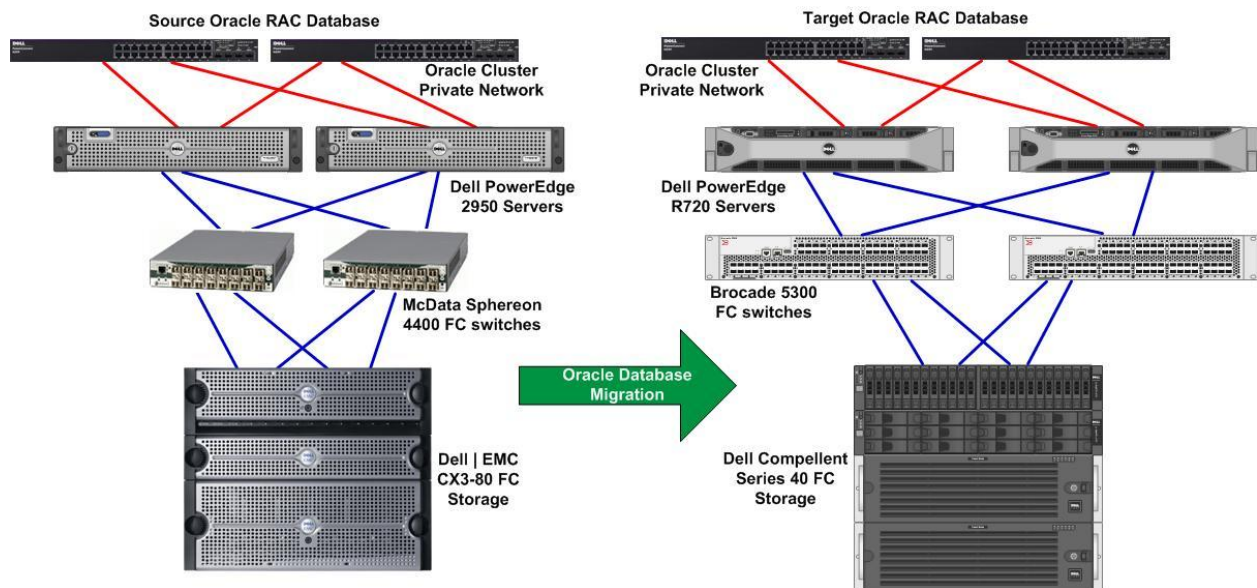 Source Oracle RAC Database
Oracle Cluster
Private Network
Dell PowerEdge
2950 Servers
McData Sphereon
4400 FC switches
Dell | EMC
CX3-80 FC
Storage
Oracle Database
Migration
Target Oracle RAC Database
Oracle Cluster
Private Network
Dell PowerEdge
R720 Servers
Brocade 5300
FC switches
Dell Compellent
Series 40 FC
Storage